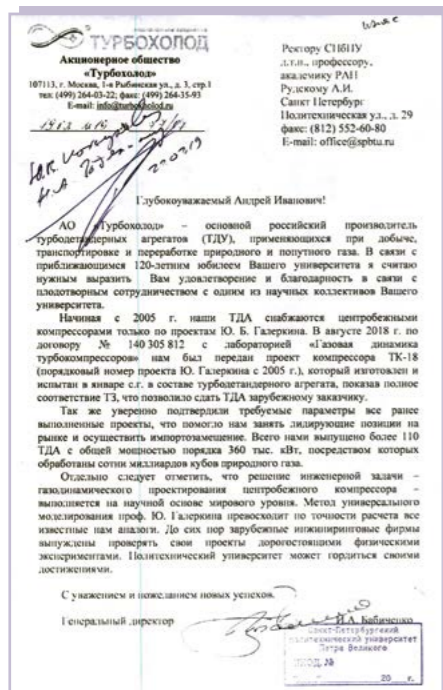 ТУРБОХОЛОД
Акционерное общество
«Турбохолод»
107113, г. Москва, 1-я Рыбинская ул., д. 3, стр.1
тел: (499) 264-03-22; факс: (499) 264-35-93
E-mail: info@turboholod.ru
Ректору СПбПУ
д.т.н., профессору,
академику РАН
Рудскому А.И.
Санкт Петербург
Политехническая ул., д. 29
факс: (812) 552-60-80
E-mail: office@spbtu.ru
Глубокоуважаемый Андрей Иванович!
АО «Турбохолод» – основной российский производитель
турбодетандерных агрегатов (ТДУ), применяющихся при добыче,
транспортировке и переработке природного и попутного газа. В связи с
приближающимся 120-летним юбилеем Вашего университета я считаю
нужным выразить Вам удовлетворение и благодарность в связи с
плодотворным сотрудничеством с одним из научных коллективов Вашего
университета.
Начиная с 2005 г. наши ТДА снабжаются центробежными
компрессорами только по проектам Ю. Б. Галеркина. В августе 2018 г. по
договору № 140 305 812 с лабораторией «Газовая динамика
турбокомпрессоров» нам был передан проект компрессора ТК-18
(порядковый номер проекта Ю. Галеркина с 2005 г.), который изготовлен и
испытан в январе с.г. в составе турбодетандерного агрегата, показав полное
соответствие ТЗ, что позволило сдать ТДА зарубежному заказчику.
Так же уверенно подтвердили требуемые параметры все ранее
выполненные проекты, что помогло нам занять лидирующие позиции на
рынке и осуществить импортозамещение. Всего нами выпущено более 110
ТДА с общей мощностью порядка 360 тыс. кВт, посредством которых
обработаны сотни миллиардов кубов природного газа.
Отдельно следует отметить, что решение инженерной задачи –
газодинамического проектирования центробежного компрессора –
выполняется на научной основе мирового уровня. Метод универсального
моделирования проф. Ю. Галеркина превосходит по точности расчета все
известные нам аналоги. До сих пор зарубежные инжиниринговые фирмы
вынуждены проверять свои проекты дорогостоящими физическими
экспериментами. Политехнический университет может гордиться своими
достижениями.
С уважением и пожеланием новых успехов.
Генеральный директор И.А. Бабиченко
Санкт-Петербургский
политехнический университет
Петра Великого
ВХОД. №
20 г.